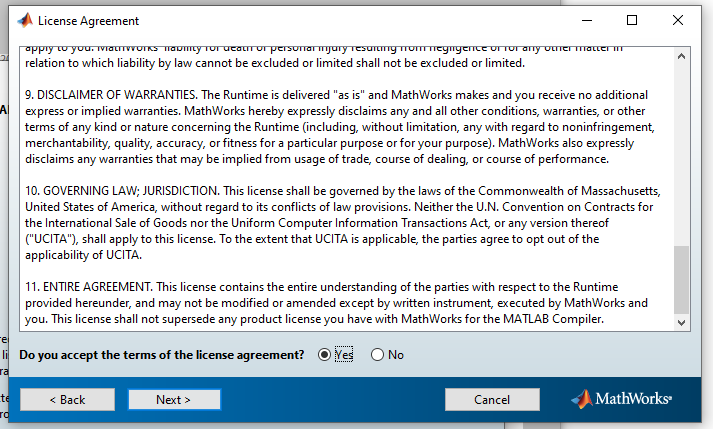 License Agreement
apply to you. MathWorks' liability for death or personal injury resulting from negligence or for any other matter in
relation to which liability by law cannot be excluded or limited shall not be excluded or limited.
9. DISCLAIMER OF WARRANTIES. The Runtime is delivered "as is" and MathWorks makes and you receive no additional
express or implied warranties. MathWorks hereby expressly disclaims any and all other conditions, warranties, or other
terms of any kind or nature concerning the Runtime (including, without limitation, any with regard to noninfringement,
merchantability, quality, accuracy, or fitness for a particular purpose or for your purpose). MathWorks also expressly
disclaims any warranties that may be implied from usage of trade, course of dealing, or course of performance.
10. GOVERNING LAW; JURISDICTION. This license shall be governed by the laws of the Commonwealth of Massachusetts,
United States of America, without regard to its conflicts of law provisions. Neither the U.N. Convention on Contracts for
the International Sale of Goods nor the Uniform Computer Information Transactions Act, or any version thereof
("UCITA"), shall apply to this license. To the extent that UCITA is applicable, the parties agree to opt out of the
applicability of UCITA.
11. ENTIRE AGREEMENT. This license contains the entire understanding of the parties with respect to the Runtime
provided hereunder, and may not be modified or amended except by written instrument, executed by MathWorks and
you. This license shall not supersede any product license you have with MathWorks for the MATLAB Compiler.
Do you accept the terms of the license agreement? Yes No
< Back Next > Cancel MathWorks®